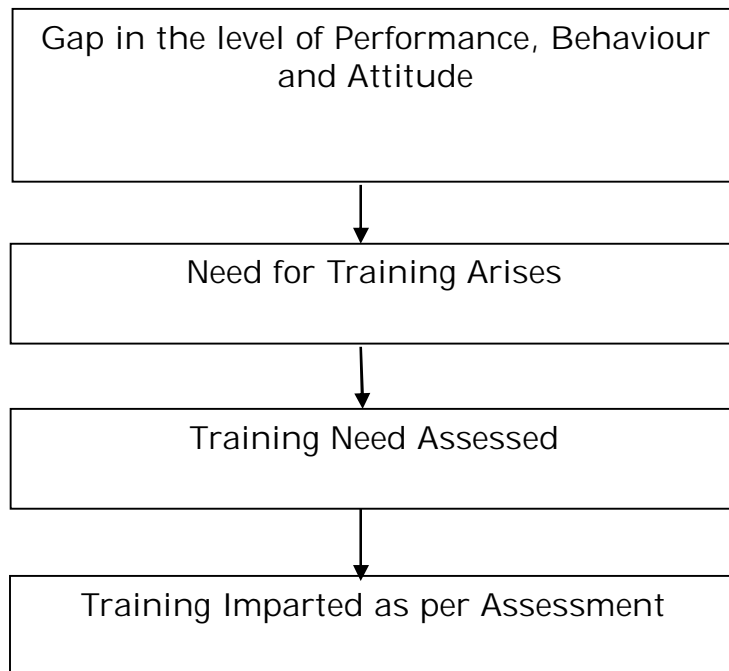 Gap in the level of Performance, Behaviour
and Attitude
Need for Training Arises
Training Need Assessed
Training Imparted as per Assessment